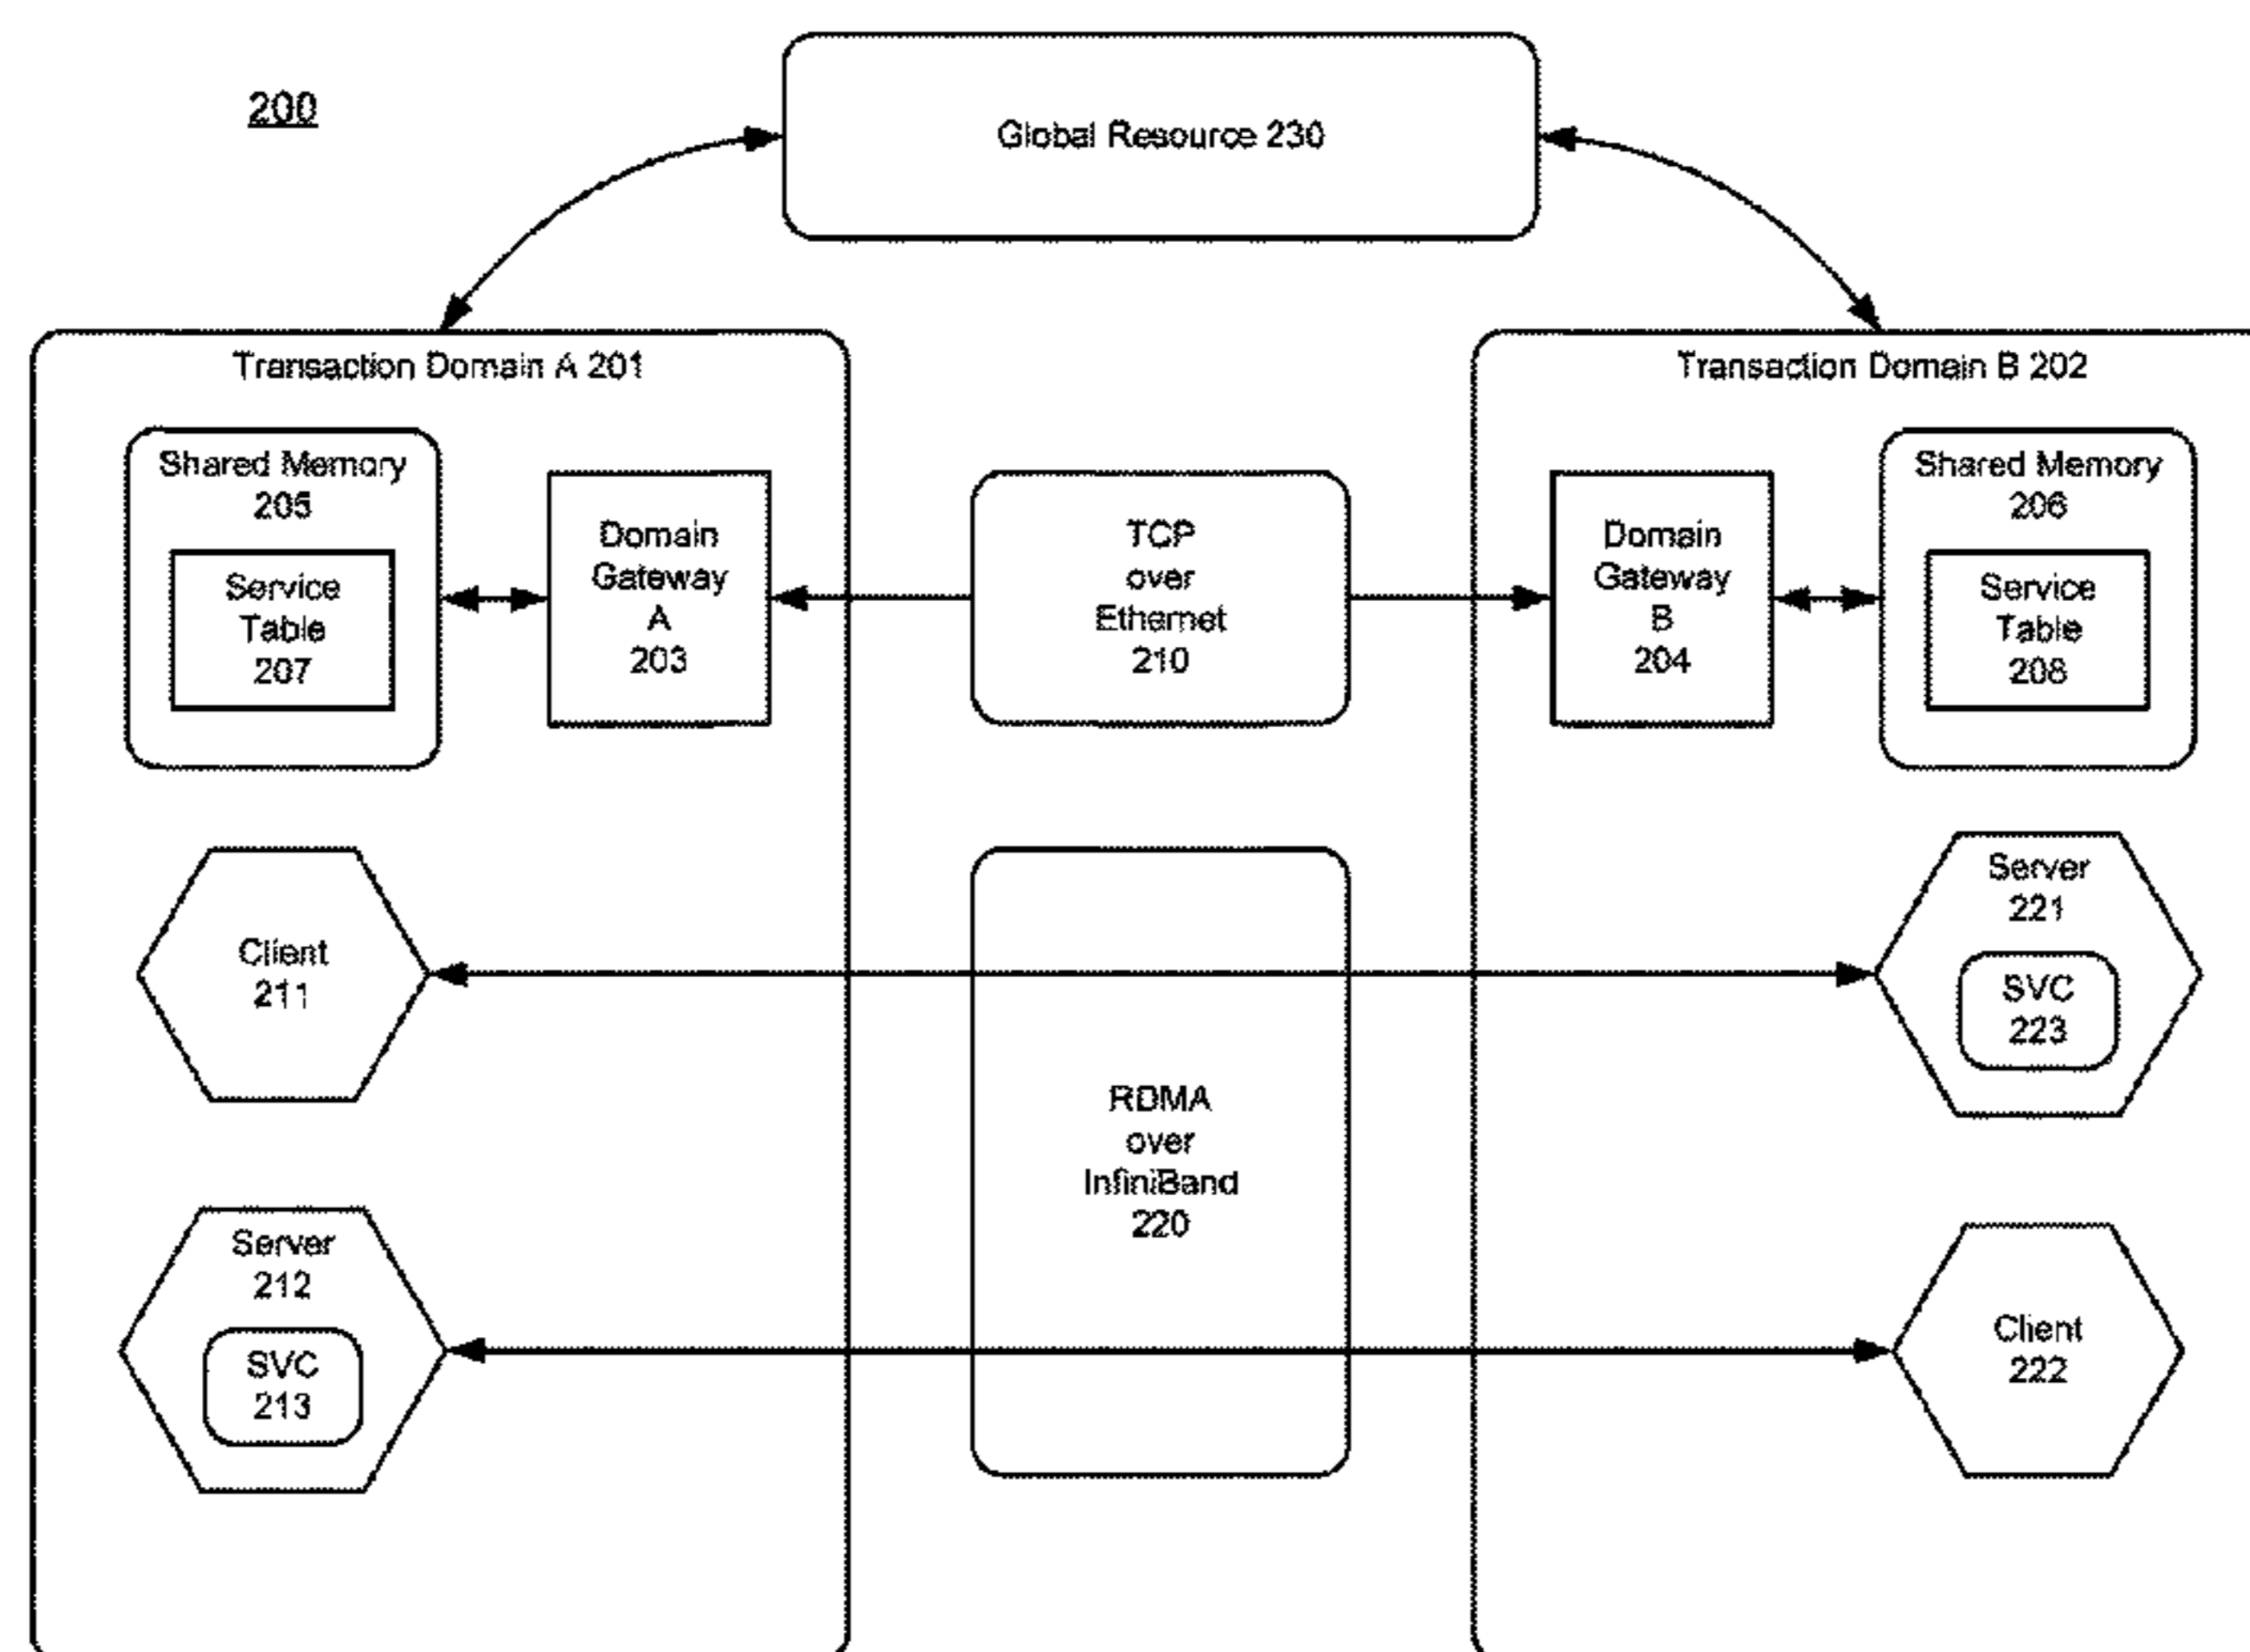 200
Global Resource 230
Transaction Domain A 201
Transaction Domain B 202
Shared Memory
205
Service
Table
207
Domain
Gateway
A
203
TCP
over
Ethernet
210
Domain
Gateway
B
204
Shared Memory
206
Service
Table
208
Client
211
Server
221
SVC
223
RDMA
over
InfiniBand
220
Server
212
SVC
213
Client
222